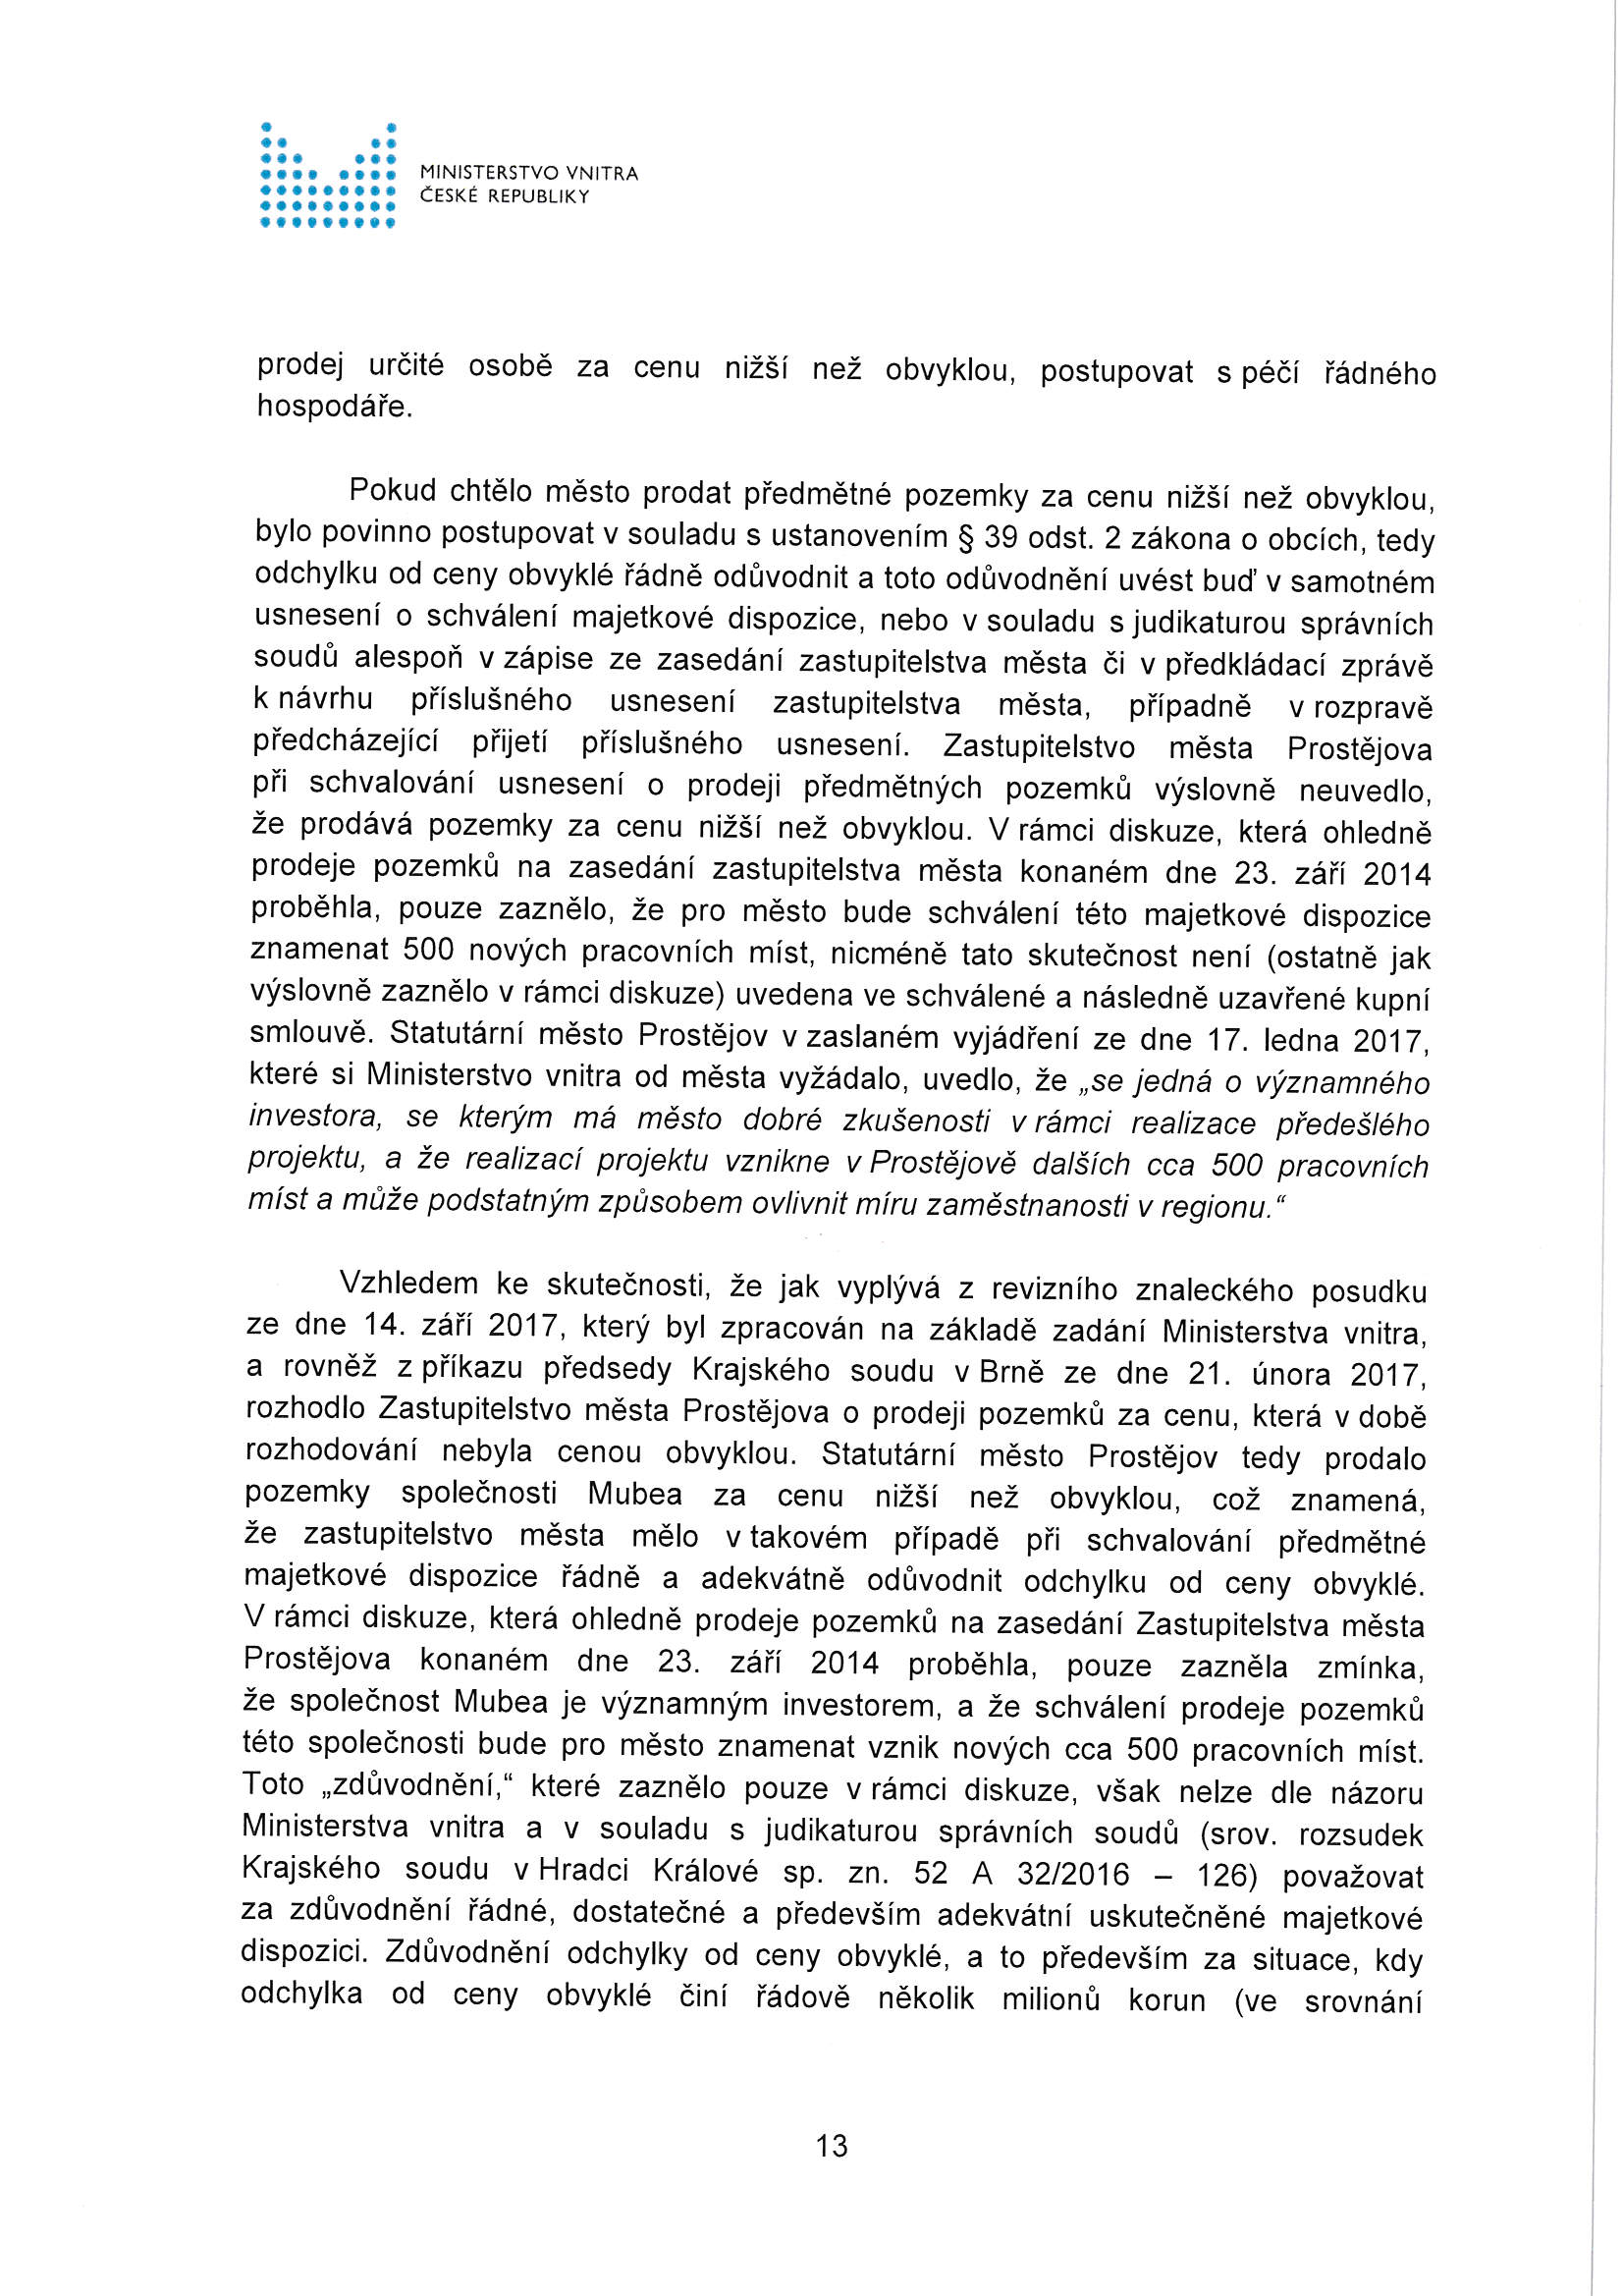 MINISTERSTVO VNITRA
ČESKÉ REPUBLIKY
prodej určité osobě za cenu nižší než obvyklou, postupovat s péčí řádného
hospodáře.
Pokud chtělo město prodat předmětné pozemky za cenu nižší než obvyklou,
bylo povinno postupovat v souladu s ustanovením § 39 odst. 2 zákona o obcích, tedy
odchylku od ceny obvyklé řádně odůvodnit a toto odůvodnění uvést buď v samotném
usnesení o schválení majetkové dispozice, nebo v souladu s judikaturou správních
soudů alespoň v zápise ze zasedání zastupitelstva města či v předkládací zprávě
k návrhu příslušného usnesení zastupitelstva města, případně v rozpravě
předcházející přijetí příslušného usnesení. Zastupitelstvo města Prostějova
při schvalování usnesení o prodeji předmětných pozemků výslovně neuvedlo,
že prodává pozemky za cenu nižší než obvyklou. V rámci diskuze, která ohledně
prodeje pozemků na zasedání zastupitelstva města konaném dne 23. září 2014
proběhla, pouze zaznělo, že pro město bude schválení této majetkové dispozice
znamenat 500 nových pracovních míst, nicméně tato skutečnost není (ostatně jak
výslovně zaznělo v rámci diskuze) uvedena ve schválené a následně uzavřené kupní
smlouvě. Statutární město Prostějov v zaslaném vyjádření ze dne 17. ledna 2017,
které si Ministerstvo vnitra od města vyžádalo, uvedlo, že „se jedná o významného
investora, se kterým má město dobré zkušenosti v rámci realizace předešlého
projektu, a že realizací projektu vznikne v Prostějově dalších cca 500 pracovních
míst a může podstatným způsobem ovlivnit míru zaměstnanosti v regionu.“
Vzhledem ke skutečnosti, že jak vyplývá z revizního znaleckého posudku
ze dne 14. září 2017, který byl zpracován na základě zadání Ministerstva vnitra,
a rovněž z příkazu předsedy Krajského soudu v Brně ze dne 21. února 2017,
rozhodlo Zastupitelstvo města Prostějova o prodeji pozemků za cenu, která v době
rozhodování nebyla cenou obvyklou. Statutární město Prostějov tedy prodalo
pozemky společnosti Mubea za cenu nižší než obvyklou, což znamená,
že zastupitelstvo města mělo v takovém případě při schvalování předmětné
majetkové dispozice řádně a adekvátně odůvodnit odchylku od ceny obvyklé.
V rámci diskuze, která ohledně prodeje pozemků na zasedání Zastupitelstva města
Prostějova konaném dne 23. září 2014 proběhla, pouze zazněla zmínka,
že společnost Mubea je významným investorem, a že schválení prodeje pozemků
této společnosti bude pro město znamenat vznik nových cca 500 pracovních míst.
Toto „zdůvodnění,“ které zaznělo pouze v rámci diskuze, však nelze dle názoru
Ministerstva vnitra a v souladu s judikaturou správních soudů (srov. rozsudek
Krajského soudu v Hradci Králové sp. zn. 52 A 32/2016 – 126) považovat
za zdůvodnění řádné, dostatečné a především adekvátní uskutečněné majetkové
dispozici. Zdůvodnění odchylky od ceny obvyklé, a to především za situace, kdy
odchylka od ceny obvyklé činí řádově několik milionů korun (ve srovnání
13